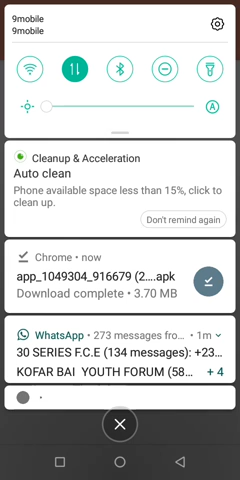 9mobile
9mobile
A
Cleanup & Acceleration
Auto clean
Phone available space less than 15%, click to
clean up.
Don't remind again
Chrome • now
app_1049304_916679 (2....apk
Download complete • 3.70 MB
WhatsApp • 273 messages fro... • 1m
30 SERIES F.C.E (134 messages): +23...
KOFAR BAI YOUTH FORUM (58... + 4